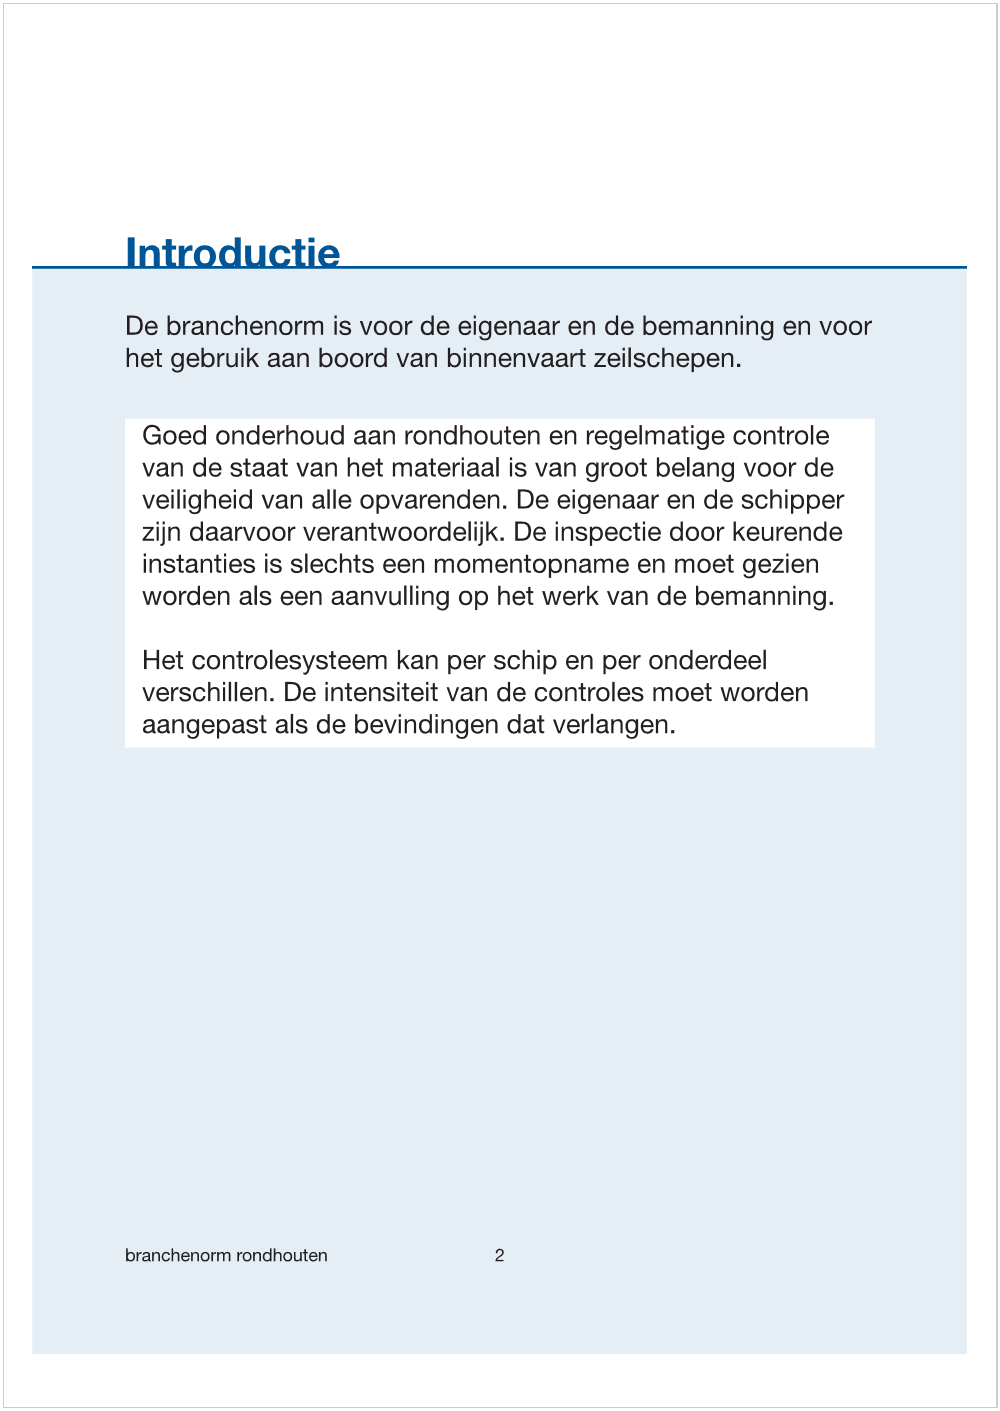 Introductie
De branchenorm is voor de eigenaar en de bemanning en voor
het gebruik aan boord van binnenvaart zeilschepen.
Goed onderhoud aan rondhouten en regelmatige controle
van de staat van het materiaal is van groot belang voor de
veiligheid van alle opvarenden. De eigenaar en de schipper
zijn daarvoor verantwoordelijk. De inspectie door keurende
instanties is slechts een momentopname en moet gezien
worden als een aanvulling op het werk van de bemanning.
Het controlesysteem kan per schip en per onderdeel
verschillen. De intensiteit van de controles moet worden
aangepast als de bevindingen dat verlangen.
branchenorm rondhouten 2